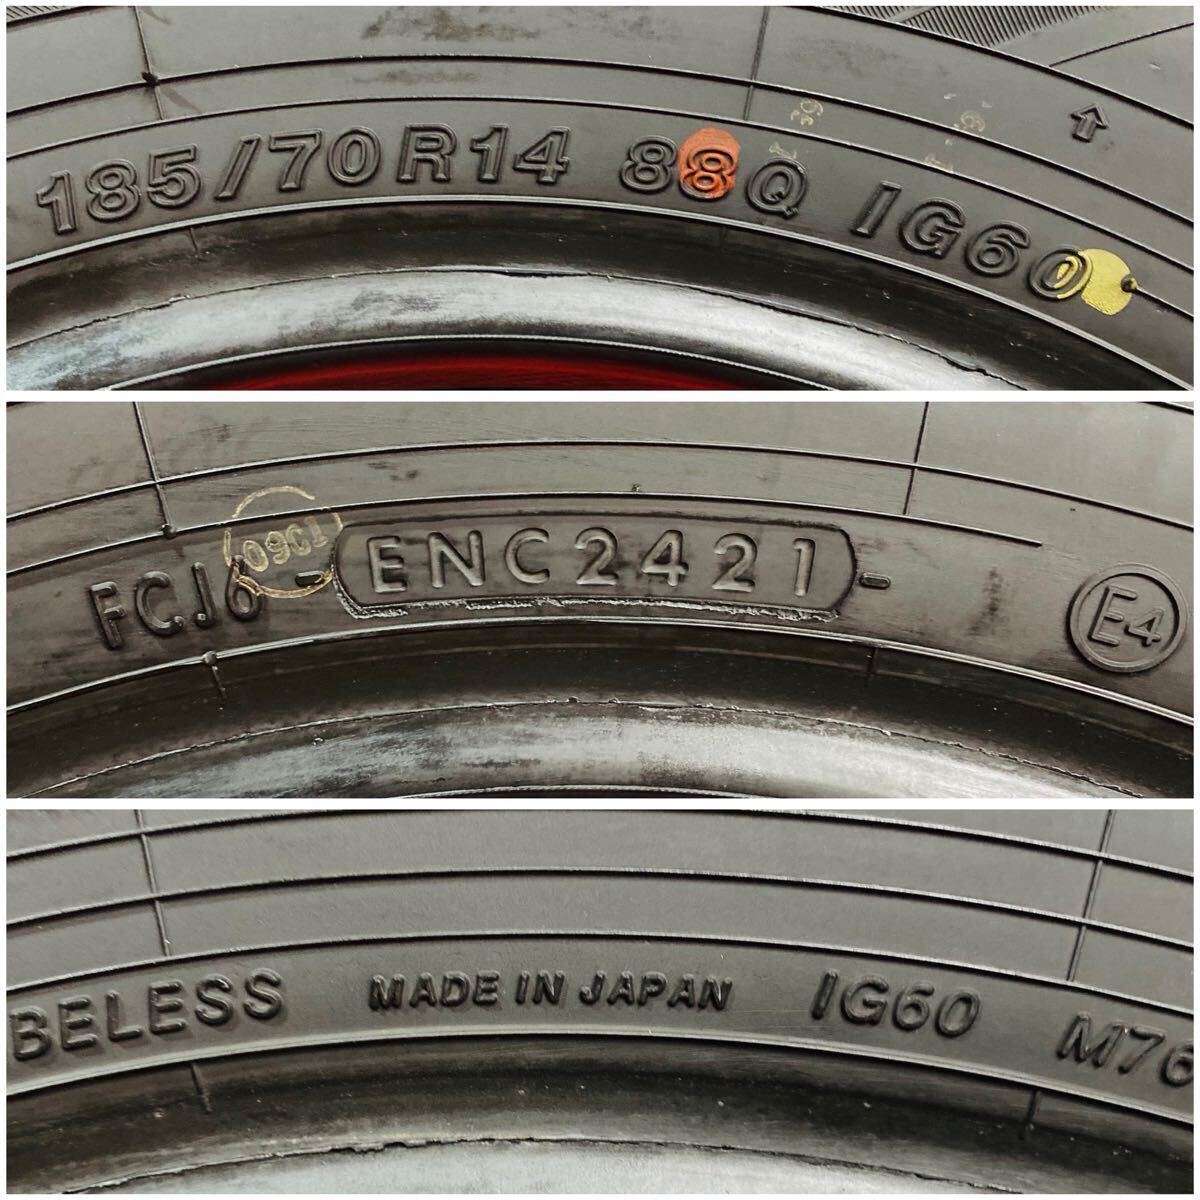 185/70R14 88Q IG60
FCJ6 - ENC2421 - E4
BELESS MADE IN JAPAN IG60 M76